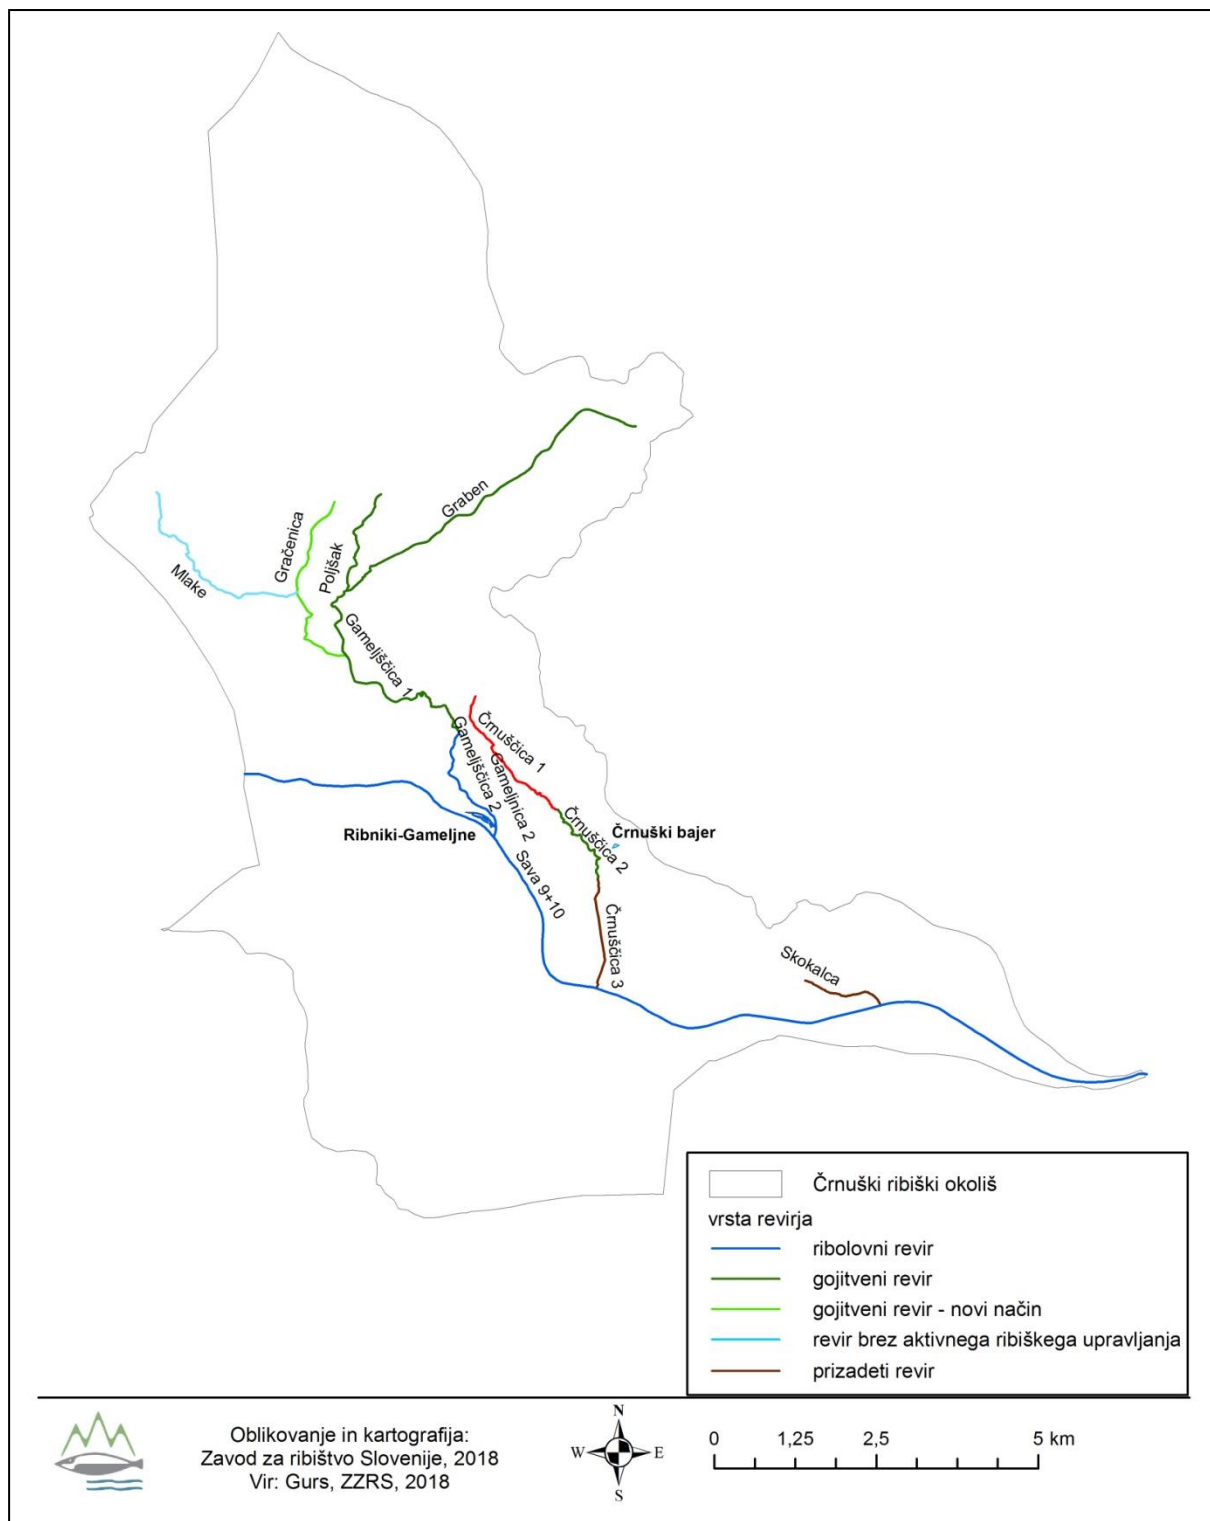 Graben
Gračenica
Poljšak
Mlake
Gameljščica 1
Črnuščica 1
Gameljščica 2
Gameljnica 2
Črnuščica 2
Črnuški bajer
Ribniki-Gameljne
Sava 9+10
Črnuščica 3
Skokalca
Črnuški ribiški okoliš
vrsta revirja
ribolovni revir
gojitveni revir
gojitveni revir - novi način
revir brez aktivnega ribiškega upravljanja
prizadeti revir
Oblikovanje in kartografija:
Zavod za ribištvo Slovenije, 2018
Vir: Gurs, ZZRS, 2018
N
W E
S
0 1,25 2,5 5 km